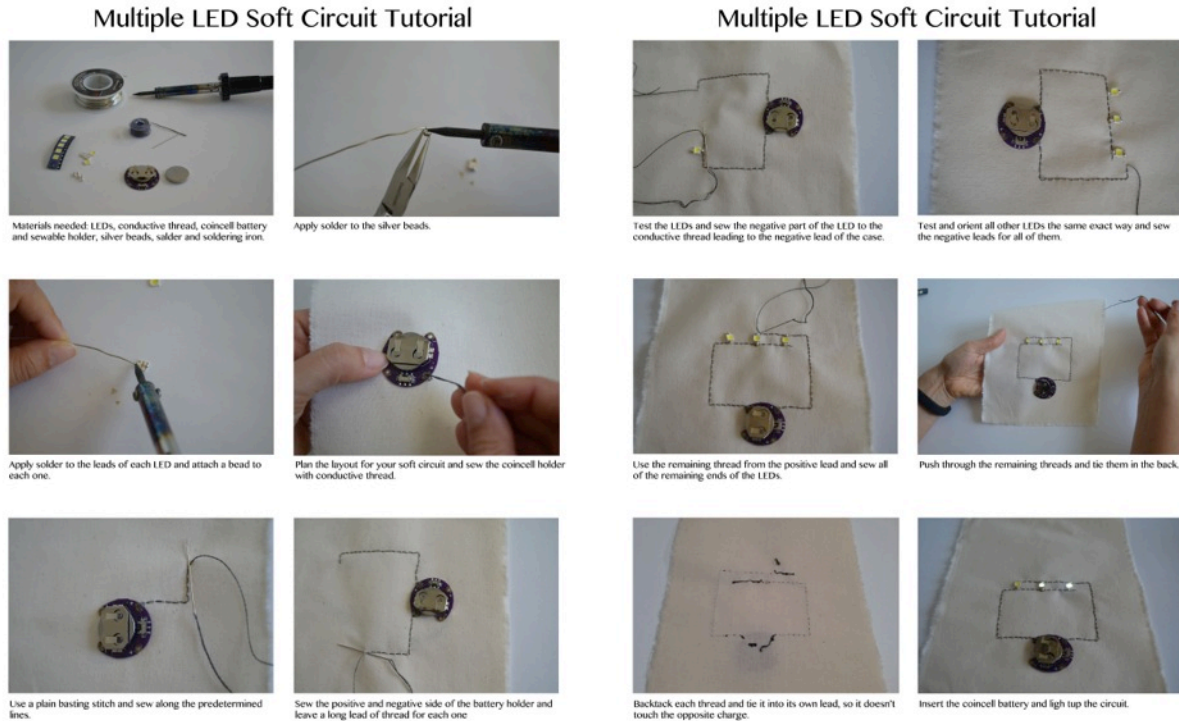 Multiple LED Soft Circuit Tutorial
Materials needed: LEDs, conductive thread, coincell battery
and sewable holder, silver beads, salder and soldering iron.
Apply solder to the silver beads.
Apply solder to the leads of each LED and attach a bead to
each one.
Plan the layout for your soft circuit and sew the coincell holder
with conductive thread.
Use a plain basting stitch and sew along the predetermined
lines.
Sew the positive and negative side of the battery holder and
leave a long lead of thread for each one
Multiple LED Soft Circuit Tutorial
Test the LEDs and sew the negative part of the LED to the
conductive thread leading to the negative lead of the case.
Test and orient all other LEDs the same exact way and sew
the negative leads for all of them.
Use the remaining thread from the positive lead and sew all
of the remaining ends of the LEDs.
Push through the remaining threads and tie them in the back.
Backtack each thread and tie it into its own lead, so it doesn't
touch the opposite charge.
Insert the coincell battery and ligh tup the circuit.